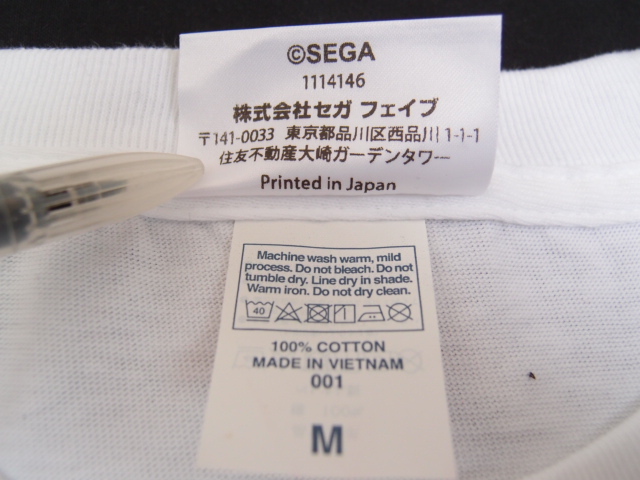 ©SEGA
1114146
株式会社セガ フェイブ
〒141-0033 東京都品川区西品川 1-1-1
住友不動産大崎ガーデンタワー
Printed in Japan
Machine wash warm, mild
process. Do not bleach. Do not
tumble dry. Line dry in shade.
Warm iron. Do not dry clean.
40
100% COTTON
MADE IN VIETNAM
001
M